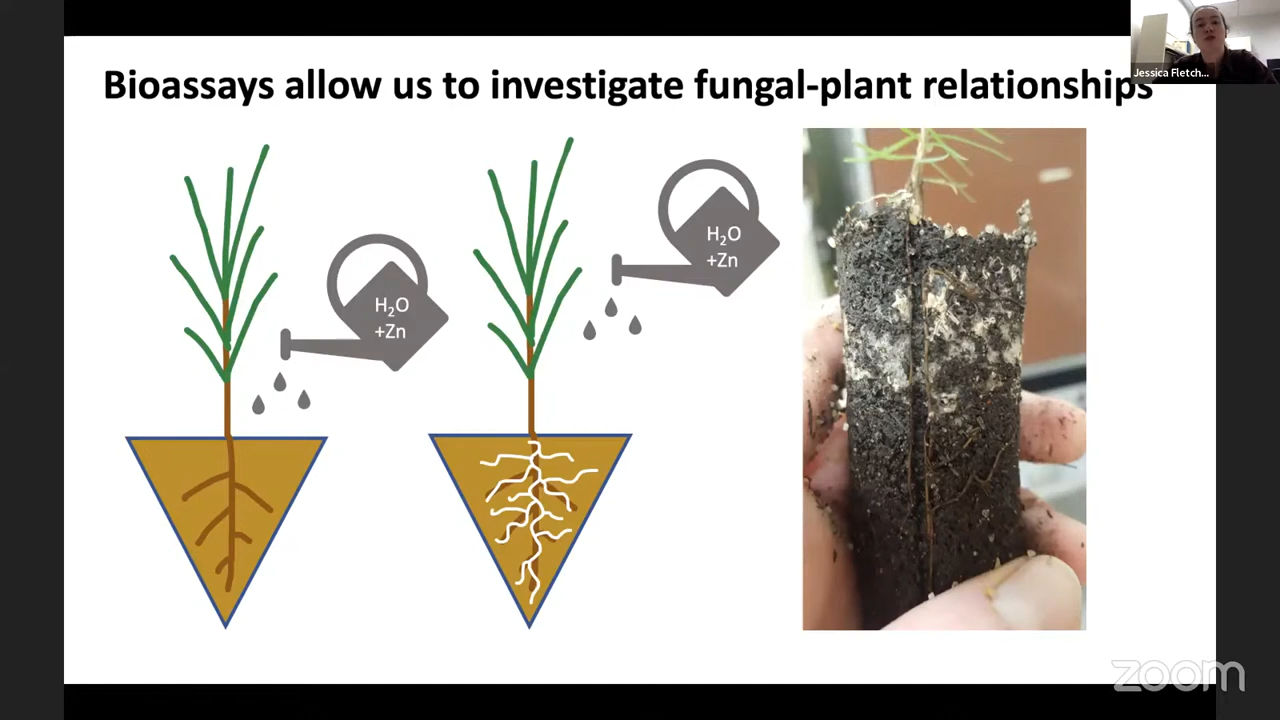 Jessica Fletch...
Bioassays allow us to investigate fungal-plant relationships
H₂O
+Zn
H₂O
+Zn
zoom